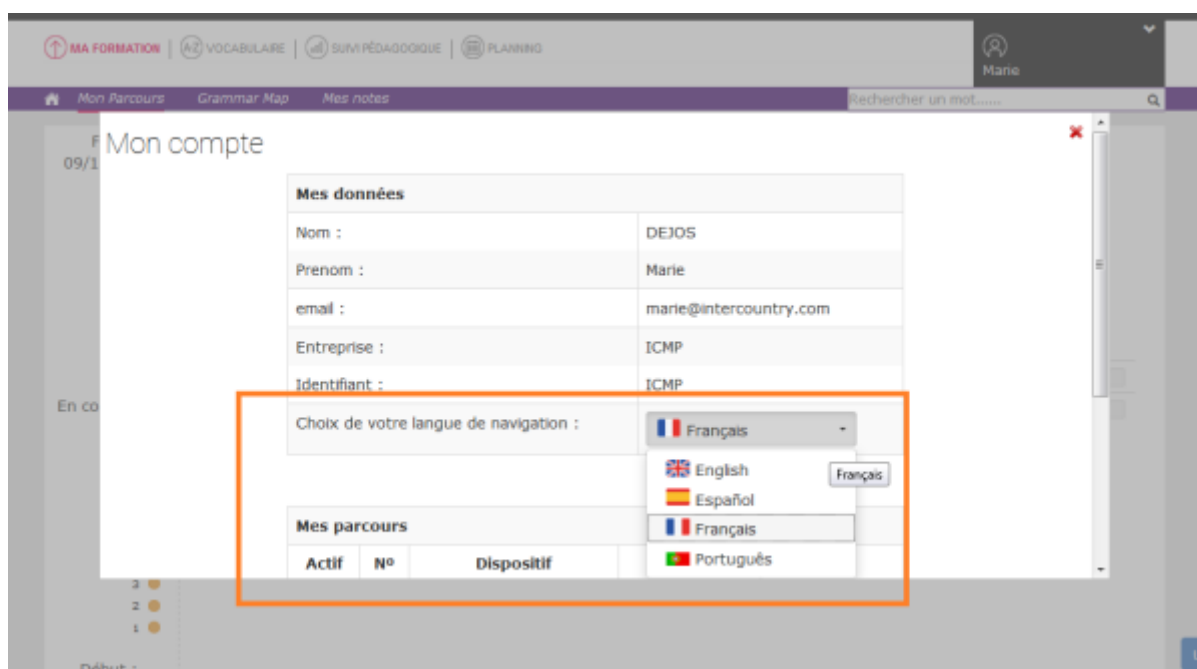 MA FORMATION | A-Z VOCABULAIRE | SUIVI PÉDAGOGIQUE | PLANNING
Marie
Mon Parcours Grammar Map Mes notes Rechercher un mot......
Mon compte
09/1
Mes données
Nom : DEJOS
Prenom : Marie
email : marie@intercountry.com
Entreprise : ICMP
Identifiant : ICMP
En co
Choix de votre langue de navigation : Français
English
Français
Español
Français
Português
Mes parcours
Actif Nº Dispositif
3
2
1
Début :